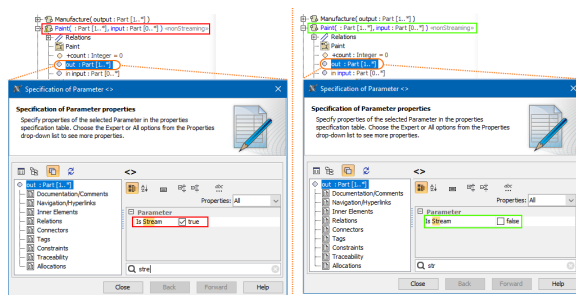 Manufacture( output : Part [1..*] )
Paint( : Part [1..*], input : Part [0..*] ) «nonStreaming»
Relations
Paint
+count : Integer = 0
out : Part [1..*]
in input : Part [0..*]
Specification of Parameter <>
Specification of Parameter properties
Specify properties of the selected Parameter in the properties
specification table. Choose the Expert or All options from the Properties
drop-down list to see more properties.
<>
out : Part [1..*]
Documentation/Comments
Navigation/Hyperlinks
Inner Elements
Relations
Connectors
Tags
Constraints
Traceability
Allocations
Properties: All
Parameter
Is Stream true
stre
Close Back Forward Help
Manufacture( output : Part [1..*] )
Paint( : Part [1..*], input : Part [0..*] ) «nonStreaming»
Relations
Paint
+count : Integer = 0
out : Part [1..*]
in input : Part [0..*]
Specification of Parameter <>
Specification of Parameter properties
Specify properties of the selected Parameter in the properties
specification table. Choose the Expert or All options from the Properties
drop-down list to see more properties.
<>
out : Part [1..*]
Documentation/Comments
Navigation/Hyperlinks
Inner Elements
Relations
Connectors
Tags
Constraints
Traceability
Allocations
Properties: All
Parameter
Is Stream false
str
Close Back Forward Help